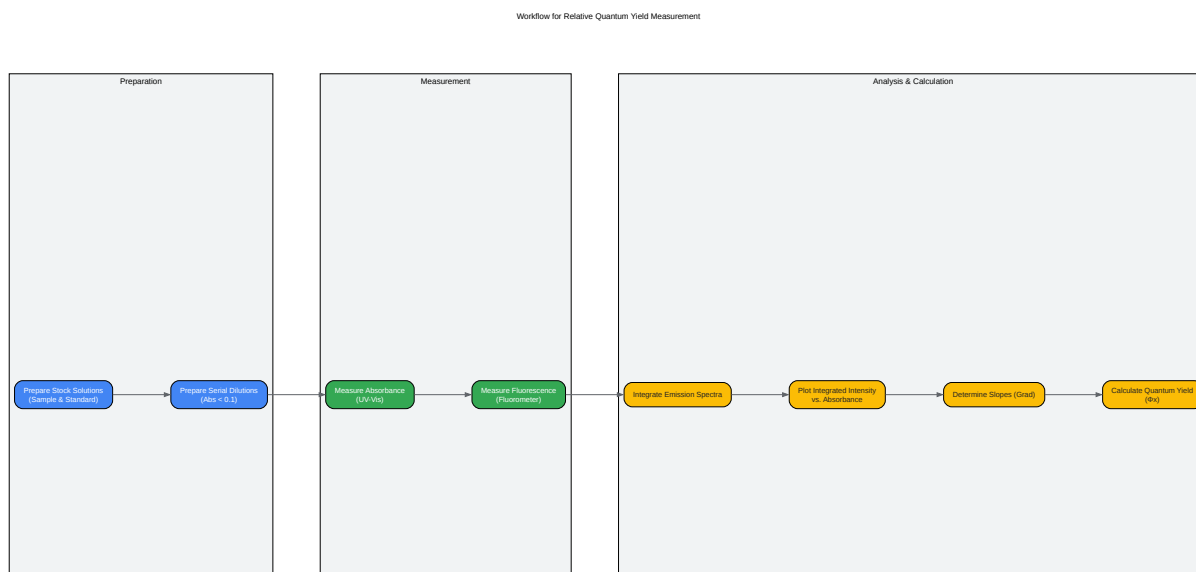 Workflow for Relative Quantum Yield Measurement
Preparation
Measurement
Analysis & Calculation
Prepare Stock Solutions
(Sample & Standard)
Prepare Serial Dilutions
(Abs < 0.1)
Measure Absorbance
(UV-Vis)
Measure Fluorescence
(Fluorometer)
Integrate Emission Spectra
Plot Integrated Intensity
vs. Absorbance
Determine Slopes (Grad)
Calculate Quantum Yield
(Φx)